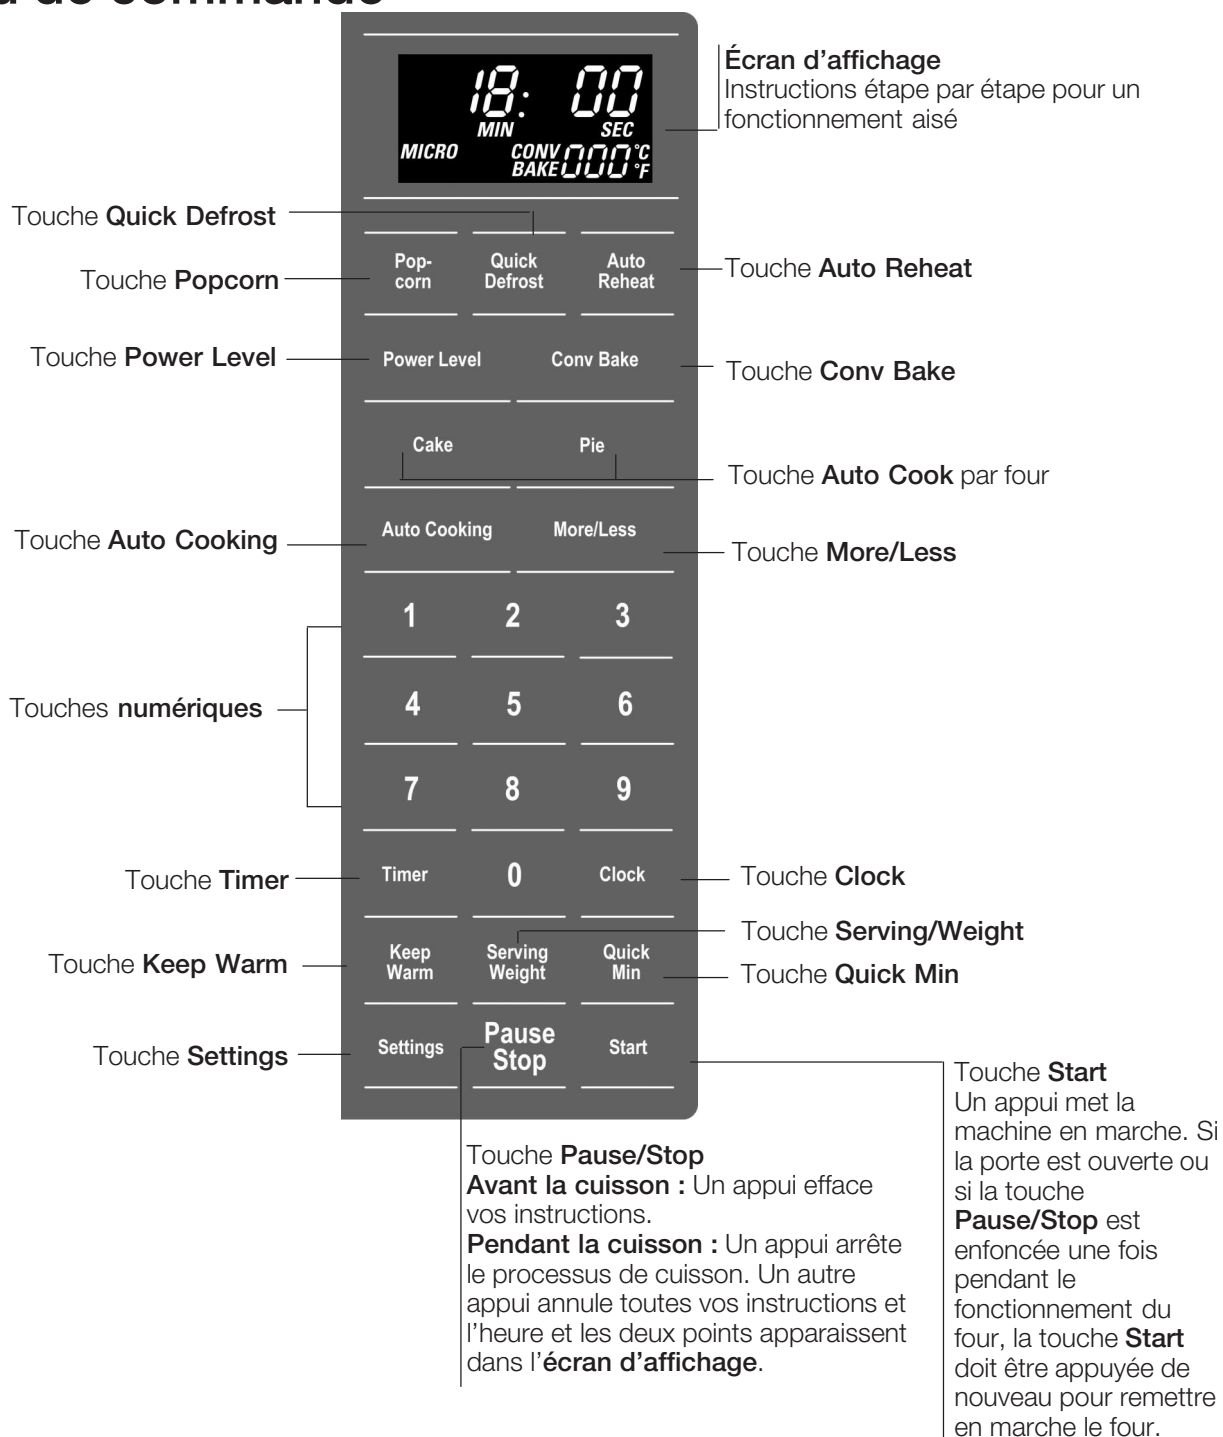 de commande
18: 00
MIN SEC
MICRO CONV 000 °C
BAKE °F
Écran d’affichage
Instructions étape par étape pour un
fonctionnement aisé
Touche Quick Defrost
Touche Popcorn
Pop-
corn
Quick
Defrost
Auto
Reheat
Touche Auto Reheat
Touche Power Level
Power Level
Conv Bake
Touche Conv Bake
Cake
Pie
Touche Auto Cook par four
Touche Auto Cooking
Auto Cooking
More/Less
Touche More/Less
1 2 3
Touches numériques
4 5 6
7 8 9
Touche Timer
Timer
0
Clock
Touche Clock
Touche Serving/Weight
Touche Keep Warm
Keep
Warm
Serving
Weight
Quick
Min
Touche Quick Min
Touche Settings
Settings
Pause
Stop
Start
Touche Pause/Stop
Avant la cuisson : Un appui efface
vos instructions.
Pendant la cuisson : Un appui arrête
le processus de cuisson. Un autre
appui annule toutes vos instructions et
l’heure et les deux points apparaissent
dans l’écran d’affichage.
Touche Start
Un appui met la
machine en marche. Si
la porte est ouverte ou
si la touche
Pause/Stop est
enfoncée une fois
pendant le
fonctionnement du
four, la touche Start
doit être appuyée de
nouveau pour remettre
en marche le four.